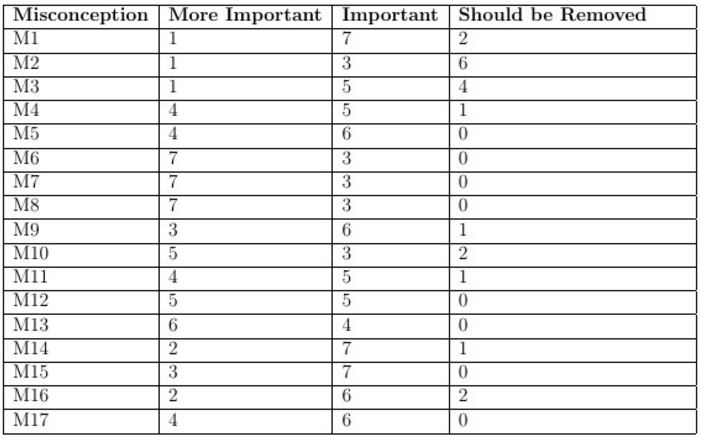 Misconception More Important Important Should be Removed
M1 1 7 2
M2 1 3 6
M3 1 5 4
M4 4 5 1
M5 4 6 0
M6 7 3 0
M7 7 3 0
M8 7 3 0
M9 3 6 1
M10 5 3 2
M11 4 5 1
M12 5 5 0
M13 6 4 0
M14 2 7 1
M15 3 7 0
M16 2 6 2
M17 4 6 0